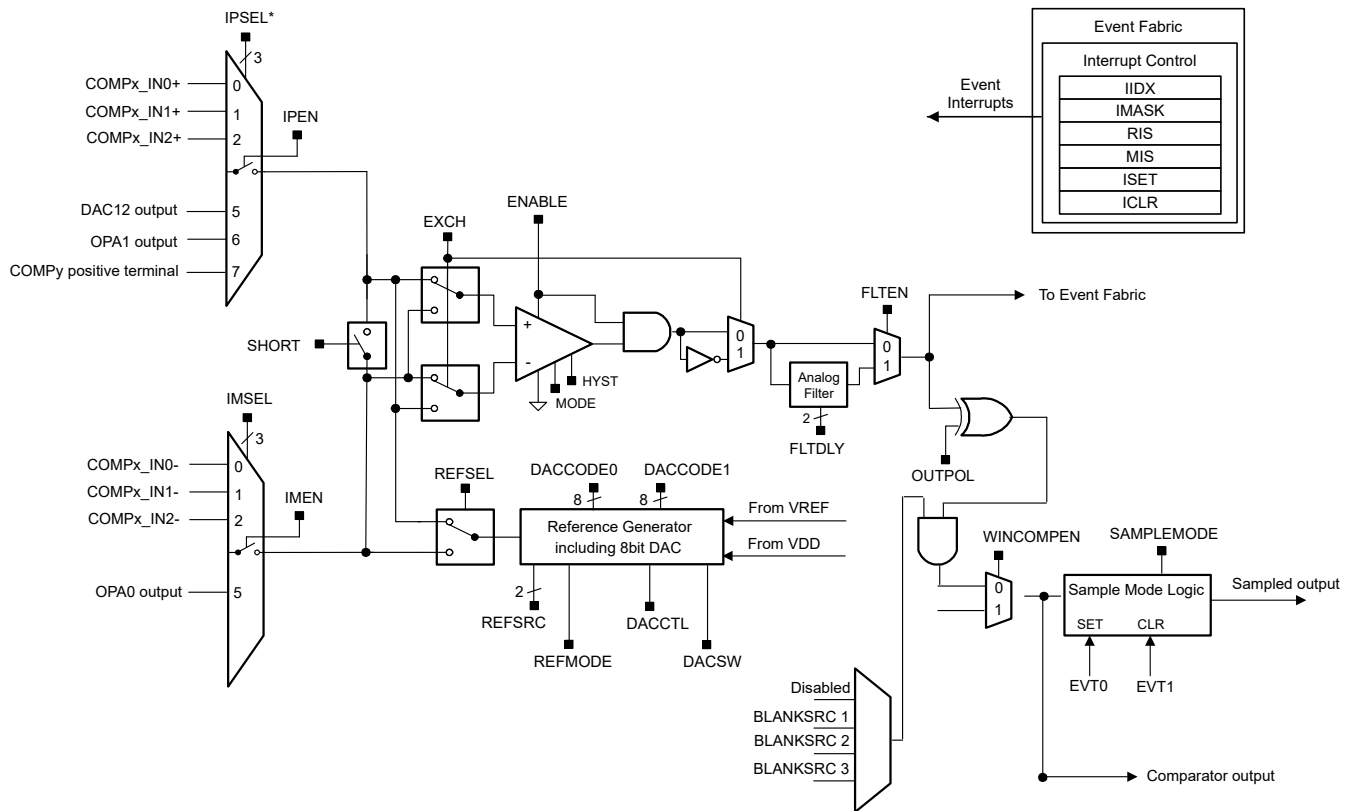 IPSEL*
3
COMPx_IN0+
0
COMPx_IN1+
1
COMPx_IN2+
2
IPEN
DAC12 output
5
OPA1 output
6
COMPy positive terminal
7
Event Fabric
Interrupt Control
IIDX
IMASK
RIS
MIS
ISET
ICLR
Event
Interrupts
EXCH
ENABLE
SHORT
+
-
HYST
MODE
0
1
FLTEN
0
1
Analog
Filter
2
FLTDLY
To Event Fabric
OUTPOL
IMSEL
3
COMPx_IN0-
0
COMPx_IN1-
1
COMPx_IN2-
2
IMEN
OPA0 output
5
REFSEL
DACCODE0
DACCODE1
8
8
Reference Generator
including 8bit DAC
From VREF
From VDD
2
REFSRC
REFMODE
DACCTL
DACSW
WINCOMPEN
0
1
SAMPLEMODE
Sample Mode Logic
SET
CLR
EVT0
EVT1
Sampled output
Disabled
BLANKSRC 1
BLANKSRC 2
BLANKSRC 3
Comparator output